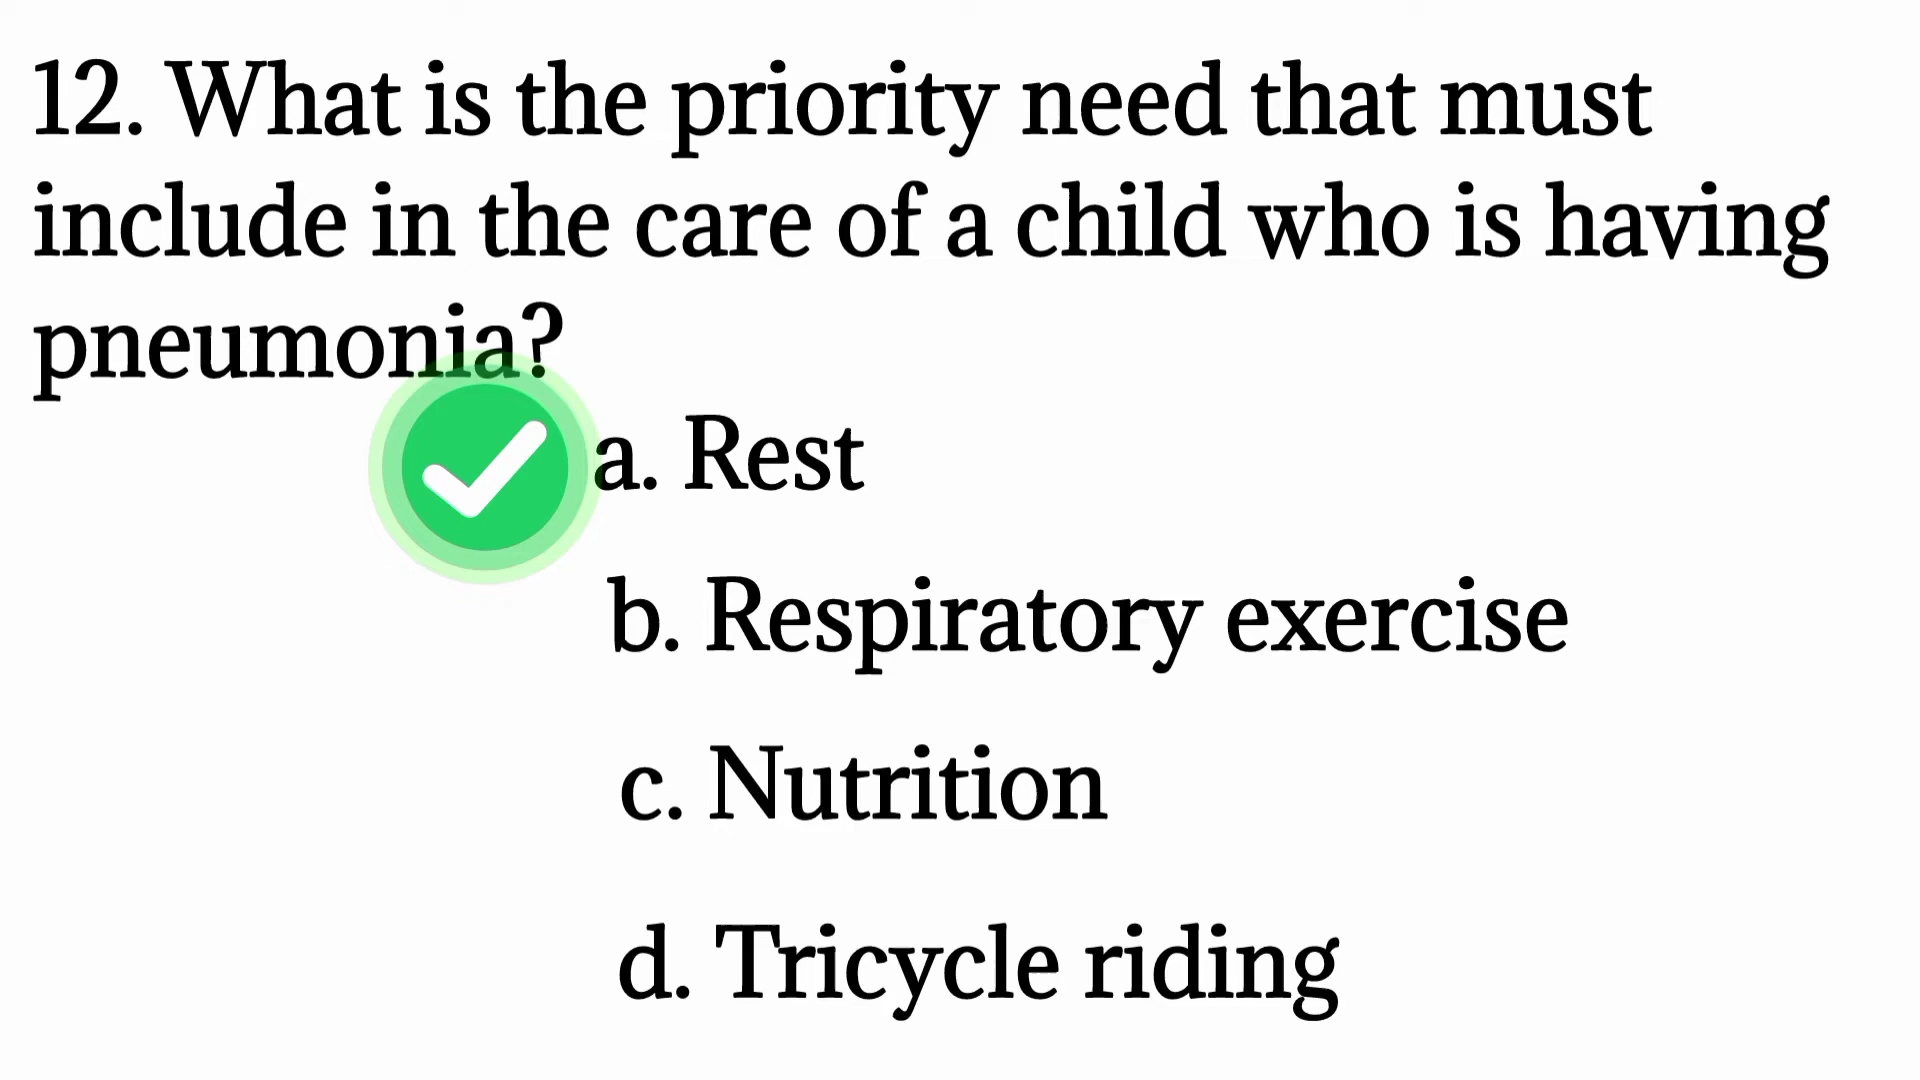 12. What is the priority need that must
include in the care of a child who is having
pneumonia?
a. Rest
b. Respiratory exercise
c. Nutrition
d. Tricycle riding